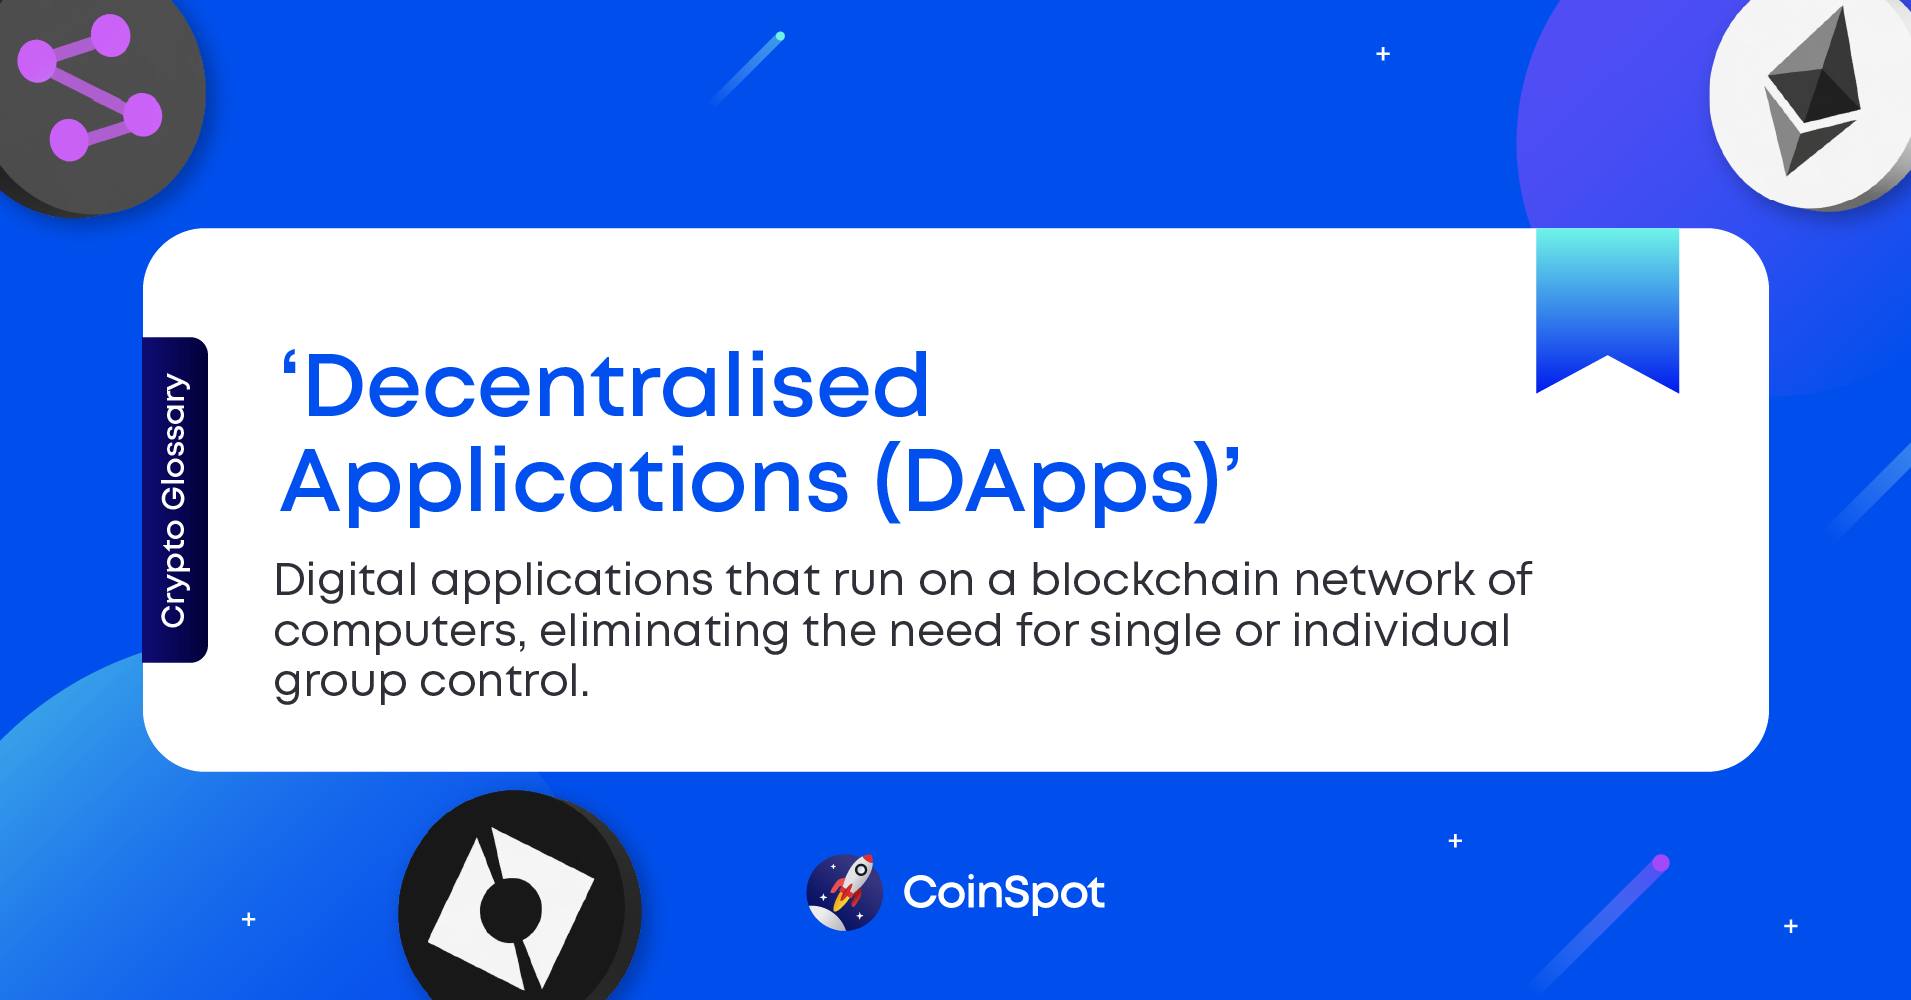 Crypto Glossary
‘Decentralised
Applications (DApps)’
Digital applications that run on a blockchain network of
computers, eliminating the need for single or individual
group control.
CoinSpot